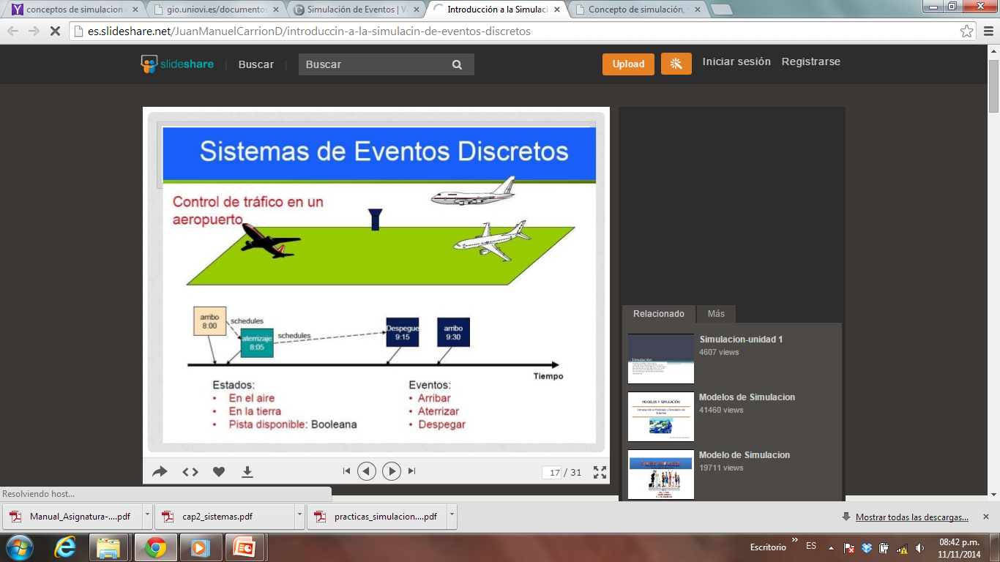 conceptos de simulacion
gio.uniovi.es/documentos
Simulación de Eventos | V
Introducción a la Simulaci
Concepto de simulación,
es.slideshare.net/JuanManuelCarrionD/introduccin-a-la-simulacin-de-eventos-discretos
slideshare
Buscar
Buscar
Upload
Iniciar sesión
Registrarse
Sistemas de Eventos Discretos
Control de tráfico en un
aeropuerto
arribo
8:00
schedules
aterrizaje
8:05
schedules
Despegue
9:15
arribo
9:30
Tiempo
Estados:
• En el aire
• En la tierra
• Pista disponible: Booleana
Eventos:
• Arribar
• Aterrizar
• Despegar
17 / 31
Relacionado
Más
Simulacion-unidad 1
4607 views
MODELOS Y SIMULACIÓN
Modelos de Simulacion
41460 views
Modelo de Simulacion
19711 views
Resolviendo host...
Manual_Asignatura-....pdf
cap2_sistemas.pdf
practicas_simulacion....pdf
Mostrar todas las descargas...
Escritorio
ES
08:42 p.m.
11/11/2014